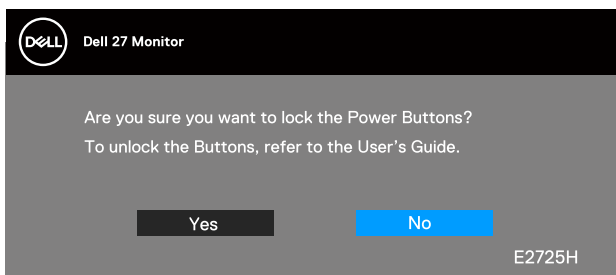 DELL
Dell 27 Monitor
Are you sure you want to lock the Power Buttons?
To unlock the Buttons, refer to the User's Guide.
Yes
No
E2725H